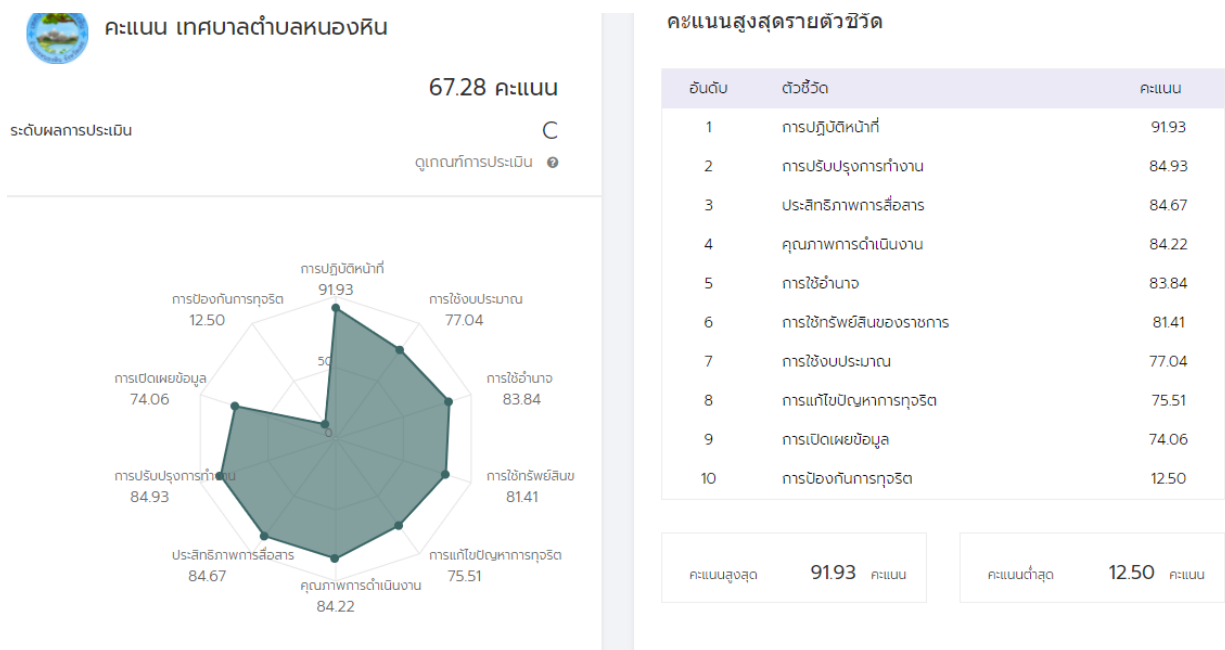 คะแนน เทศบาลตำบลหนองหิน
67.28 คะแนน
ระดับผลการประเมิน C
ดูเกณฑ์การประเมิน
การปฏิบัติหน้าที่
91.93
การป้องกันการทุจริต
12.50
การใช้งบประมาณ
77.04
50
การเปิดเผยข้อมูล
74.06
การใช้อำนาจ
83.84
0
การปรับปรุงการทำงาน
84.93
การใช้ทรัพย์สินข
81.41
ประสิทธิภาพการสื่อสาร
84.67
การแก้ไขปัญหาการทุจริต
75.51
คุณภาพการดำเนินงาน
84.22
คะแนนสูงสุดรายตัวชี้วัด
อันดับ ตัวชี้วัด คะแนน
1 การปฏิบัติหน้าที่ 91.93
2 การปรับปรุงการทำงาน 84.93
3 ประสิทธิภาพการสื่อสาร 84.67
4 คุณภาพการดำเนินงาน 84.22
5 การใช้อำนาจ 83.84
6 การใช้ทรัพย์สินของราชการ 81.41
7 การใช้งบประมาณ 77.04
8 การแก้ไขปัญหาการทุจริต 75.51
9 การเปิดเผยข้อมูล 74.06
10 การป้องกันการทุจริต 12.50
คะแนนสูงสุด 91.93 คะแนน
คะแนนต่ำสุด 12.50 คะแนน